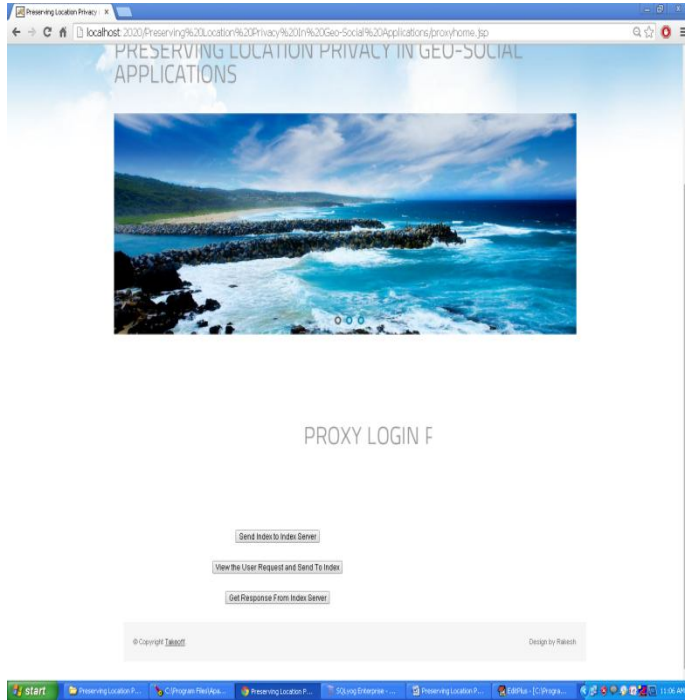 Preserving Location Privacy
localhost:2020/Preserving%20Location%20Privacy%20In%20Geo-Social%20Applications/proxyhome.jsp
PRESERVING LOCATION PRIVACY IN GEO-SOCIAL
APPLICATIONS
PROXY LOGIN F
Send Index to Index Server
View the User Request and Send To Index
Get Response From Index Server
© Copyright Takeoff
Design by Rakesh
start
Preserving Location P...
C:\Program Files\Apa...
Preserving Location P...
SQLyog Enterprise - ...
Preserving Location P...
EditPlus - [C:\Progra...
11:06 AM